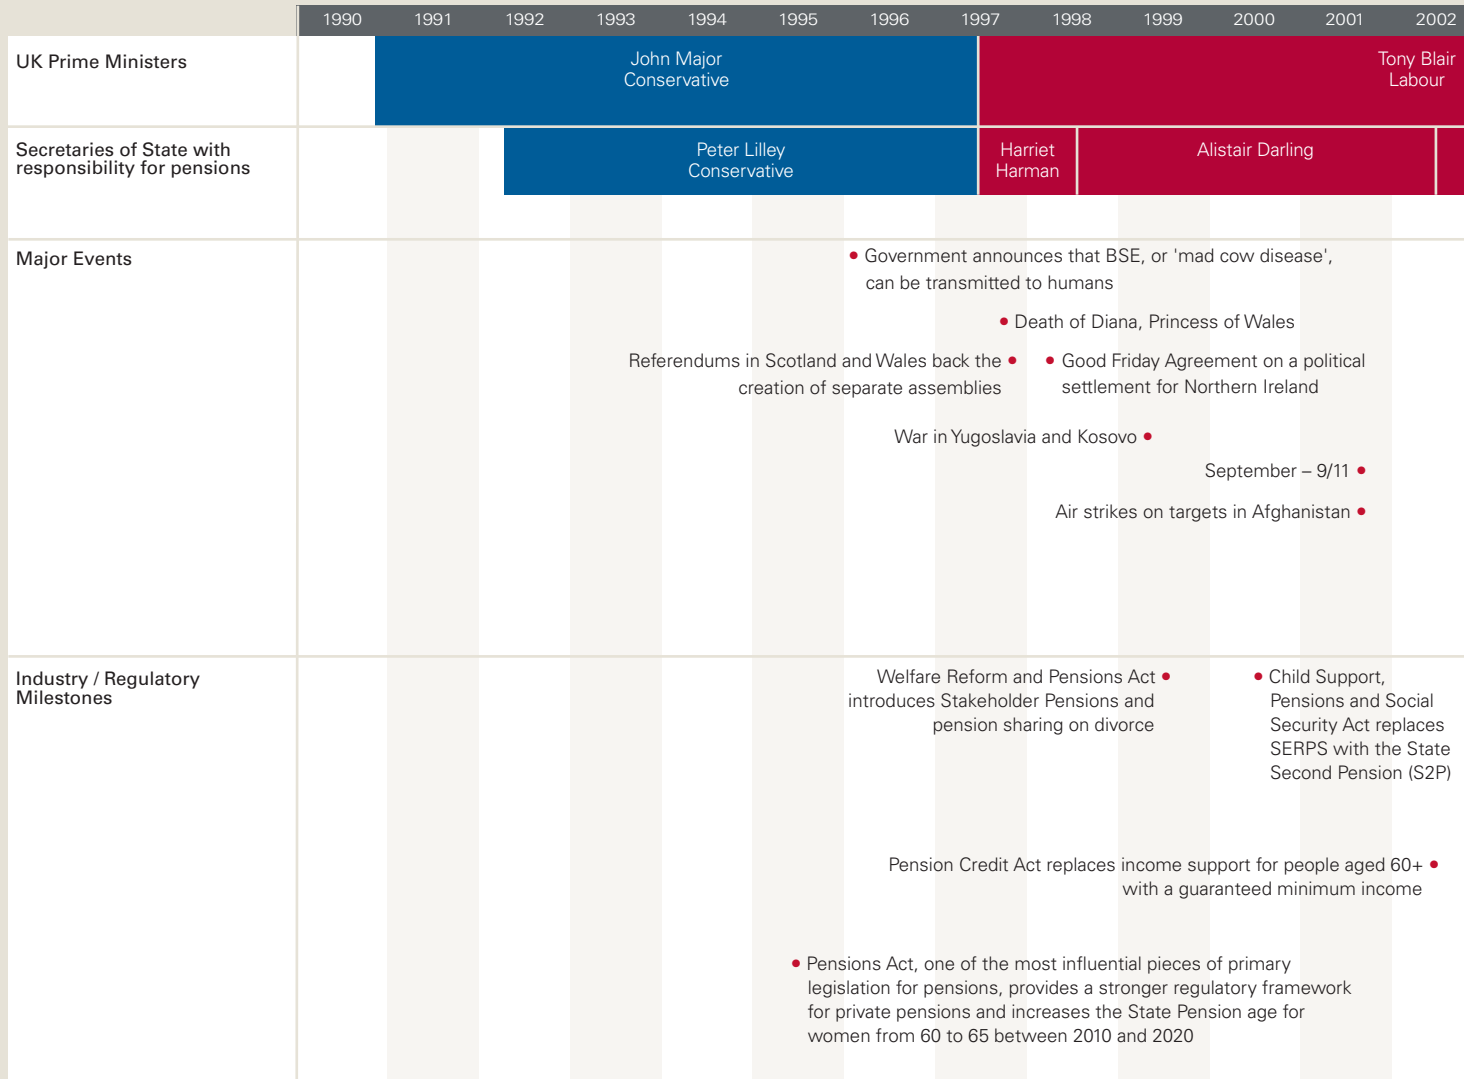 1990 1991 1992 1993 1994 1995 1996 1997 1998 1999 2000 2001 2002
UK Prime Ministers
John Major
Conservative
Tony Blair
Labour
Secretaries of State with
responsibility for pensions
Peter Lilley
Conservative
Harriet
Harman
Alistair Darling
Major Events
• Government announces that BSE, or 'mad cow disease',
can be transmitted to humans
• Death of Diana, Princess of Wales
Referendums in Scotland and Wales back the •
creation of separate assemblies
• Good Friday Agreement on a political
settlement for Northern Ireland
War in Yugoslavia and Kosovo •
September – 9/11 •
Air strikes on targets in Afghanistan •
Industry / Regulatory
Milestones
Welfare Reform and Pensions Act •
introduces Stakeholder Pensions and
pension sharing on divorce
• Child Support,
Pensions and Social
Security Act replaces
SERPS with the State
Second Pension (S2P)
Pension Credit Act replaces income support for people aged 60+ •
with a guaranteed minimum income
• Pensions Act, one of the most influential pieces of primary
legislation for pensions, provides a stronger regulatory framework
for private pensions and increases the State Pension age for
women from 60 to 65 between 2010 and 2020